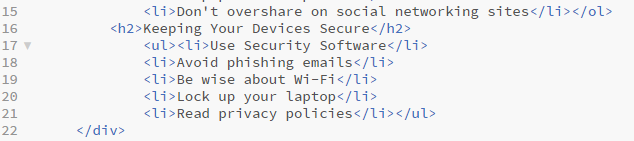 15 <li>Don't overshare on social networking sites</li></ol>
16 <h2>Keeping Your Devices Secure</h2>
17 <ul><li>Use Security Software</li>
18 <li>Avoid phishing emails</li>
19 <li>Be wise about Wi-Fi</li>
20 <li>Lock up your laptop</li>
21 <li>Read privacy policies</li></ul>
22 </div>